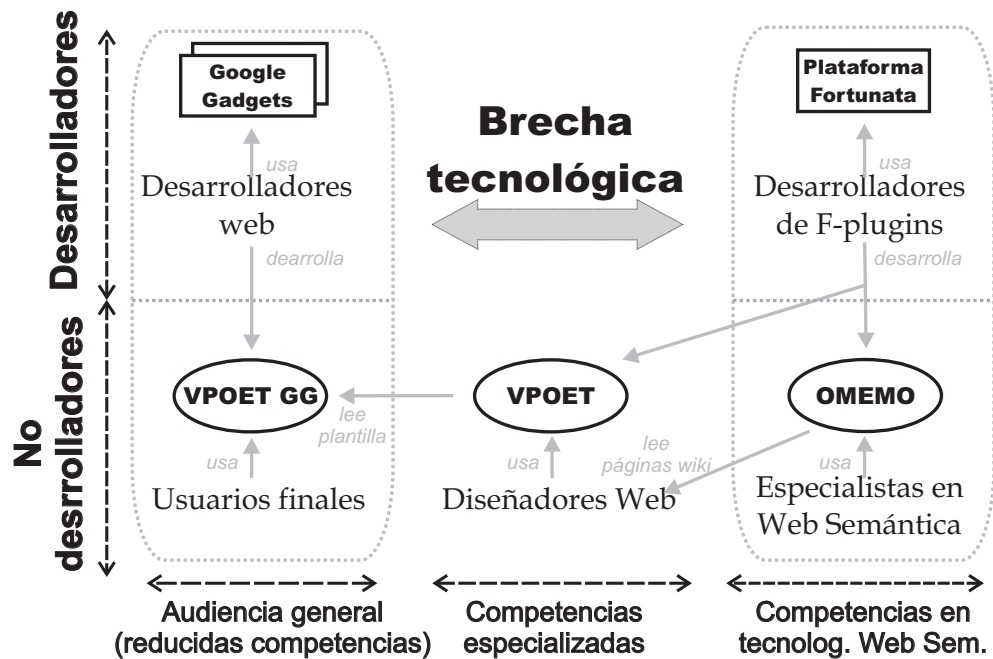 Desarrolladores
No
desrrolladores
Google
Gadgets
usa
Desarrolladores
web
dearrolla
VPOET GG
usa
Usuarios finales
lee
plantilla
Brecha
tecnológica
VPOET
usa
Diseñadores Web
lee
páginas wiki
Plataforma
Fortunata
usa
Desarrolladores
de F-plugins
desarrolla
OMEMO
usa
Especialistas en
Web Semántica
Audiencia general
(reducidas competencias)
Competencias
especializadas
Competencias en
tecnolog. Web Sem.